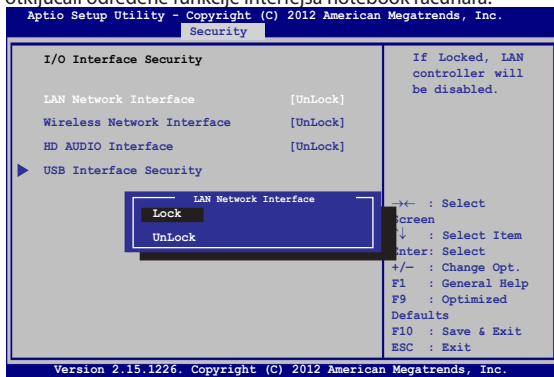 otključali određene funkcije interfejsa notebook računara.
Aptio Setup Utility - Copyright (C) 2012 American Megatrends, Inc.
Security
I/O Interface Security
LAN Network Interface [UnLock]
Wireless Network Interface [UnLock]
HD AUDIO Interface [UnLock]
USB Interface Security
LAN Network Interface
Lock
UnLock
If Locked, LAN
controller will
be disabled.
→← : Select
Screen
↑↓ : Select Item
Enter: Select
+/— : Change Opt.
F1 : General Help
F9 : Optimized
Defaults
F10 : Save & Exit
ESC : Exit
Version 2.15.1226. Copyright (C) 2012 American Megatrends, Inc.